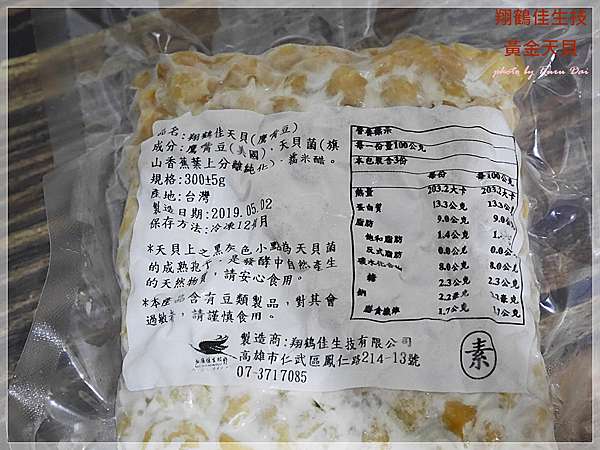 翔鶴佳生技
黃金天貝
photo by Yuru Dai
品名:翔鶴佳天貝(鷹嘴豆)
成分:鷹嘴豆(美國)、天貝菌(旗
山香蕉葉上分離純化)、糯米醋。
規格:300±5g
產地:台灣
製造日期:2019.05.02
保存方法:冷凍12個月
*天貝上之黑灰色小點為天貝菌
的成熟孢 是發酵中自然產生
的天然物質,請安心食用。
*本產品含有豆類製品,對其會
過敏者,請謹慎食用。
製造商:翔鶴佳生技有限公司
高雄市仁武區鳳仁路214-13號
07-3717085
營養標示
每一份量100公克
本包裝含3份
每份 每100公克
熱量 203.2大卡 203.2大卡
蛋白質 13.3公克 13.3公克
脂肪 9.0公克 9.0公克
飽和脂肪 1.4公克 1.4公克
反式脂肪 0.0公克 0.0公克
碳水化合物 8.0公克 8.0公克
糖 2.3公克 2.3公克
鈉 2.2毫克 2.2毫克
膳食纖維 1.7公克 公克
素